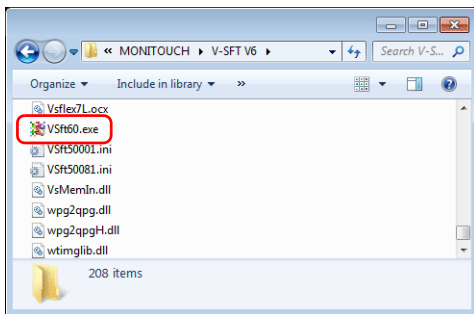 « MONITOUCH ▸ V-SFT V6 ▸
Search V-S...
Organize ▾ Include in library ▾ »
Vsflex7L.ocx
VSft60.exe
VSft50001.ini
VSft50081.ini
VsMemIn.dll
wpg2qpg.dll
wpg2qpgH.dll
wtimglib.dll
208 items